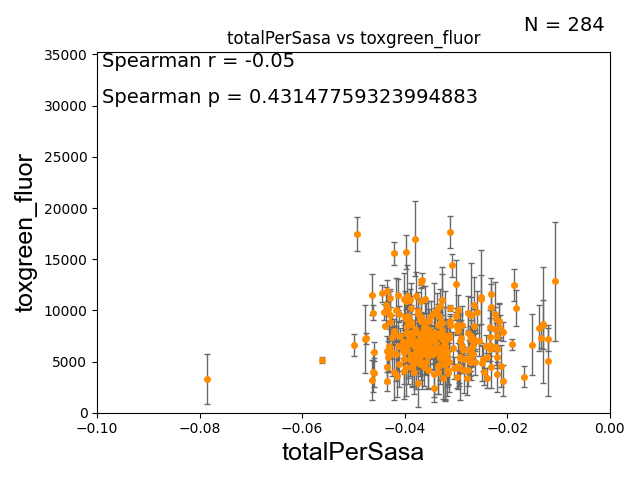 N = 284
totalPerSasa vs toxgreen_fluor
Spearman r = -0.05
Spearman p = 0.43147759323994883
toxgreen_fluor
35000
30000
25000
20000
15000
10000
5000
0
−0.10
−0.08
−0.06
−0.04
−0.02
0.00
totalPerSasa